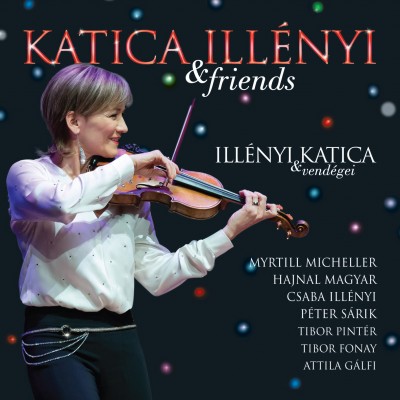 KATICA ILLÉNYI
& friends
ILLÉNYI KATICA
& vendégei
MYRTILL MICHELLER
HAJNAL MAGYAR
CSABA ILLÉNYI
PÉTER SÁRIK
TIBOR PINTÉR
TIBOR FONAY
ATTILA GÁLFI